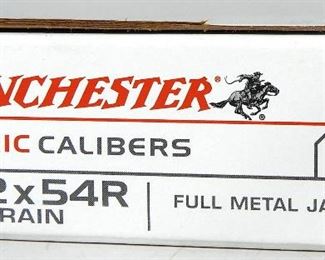 NCHESTER
IC CALIBERS
2x54R
RAIN
FULL METAL JA